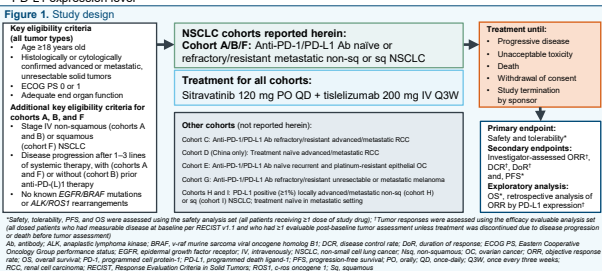 PD-L1 expression level
Figure 1. Study design
Key eligibility criteria
(all tumor types)
• Age ≥18 years old
• Histologically or cytologically
confirmed advanced or metastatic,
unresectable solid tumors
• ECOG PS 0 or 1
• Adequate end organ function
Additional key eligibility criteria for
cohorts A, B, and F
• Stage IV non-squamous (cohorts A
and B) or squamous
(cohort F) NSCLC
• Disease progression after 1–3 lines
of systemic therapy, with (cohorts A
and F) or without (cohort B) prior
anti-PD-(L)1 therapy
• No known EGFR/BRAF mutations
or ALK/ROS1 rearrangements
NSCLC cohorts reported herein:
Cohort A/B/F: Anti-PD-1/PD-L1 Ab naïve or
refractory/resistant metastatic non-sq or sq NSCLC
Treatment for all cohorts:
Sitravatinib 120 mg PO QD + tislelizumab 200 mg IV Q3W
Other cohorts (not reported herein):
Cohort C: Anti-PD-1/PD-L1 Ab refractory/resistant advanced/metastatic RCC
Cohort D (China only): Treatment naïve advanced/metastatic RCC
Cohort E: Anti-PD-1/PD-L1 Ab naïve recurrent and platinum-resistant epithelial OC
Cohort G: Anti-PD-1/PD-L1 Ab refractory/resistant unresectable or metastatic melanoma
Cohorts H and I: PD-L1 positive (≥1%) locally advanced/metastatic non-sq (cohort H)
or sq (cohort I) NSCLC; treatment naïve in metastatic setting
Treatment until:
• Progressive disease
• Unacceptable toxicity
• Death
• Withdrawal of consent
• Study termination
by sponsor
Primary endpoint:
Safety and tolerability*
Secondary endpoints:
Investigator-assessed ORR†,
DCR†, DoR†
and, PFS*
Exploratory analysis:
OS*, retrospective analysis of
ORR by PD-L1 expression†
*Safety, tolerability, PFS, and OS were assessed using the safety analysis set (all patients receiving ≥1 dose of study drug); †Tumor responses were assessed using the efficacy evaluable analysis set
(all dosed patients who had measurable disease at baseline per RECIST v1.1 and who had ≥1 evaluable post-baseline tumor assessment unless treatment was discontinued due to disease progression
or death before tumor assessment)
Ab, antibody; ALK, anaplastic lymphoma kinase; BRAF, v-raf murine sarcoma viral oncogene homolog B1; DCR, disease control rate; DoR, duration of response; ECOG PS, Eastern Cooperative
Oncology Group performance status; EGFR, epidermal growth factor receptor; IV, intravenously; NSCLC, non-small cell lung cancer; Nsq, non-squamous; OC, ovarian cancer; ORR, objective response
rate; OS, overall survival; PD-1, programmed cell protein-1; PD-L1, programmed death ligand-1; PFS, progression-free survival; PO, orally; QD, once-daily; Q3W, once every three weeks;
RCC, renal cell carcinoma; RECIST, Response Evaluation Criteria in Solid Tumors; ROS1, c-ros oncogene 1; Sq, squamous